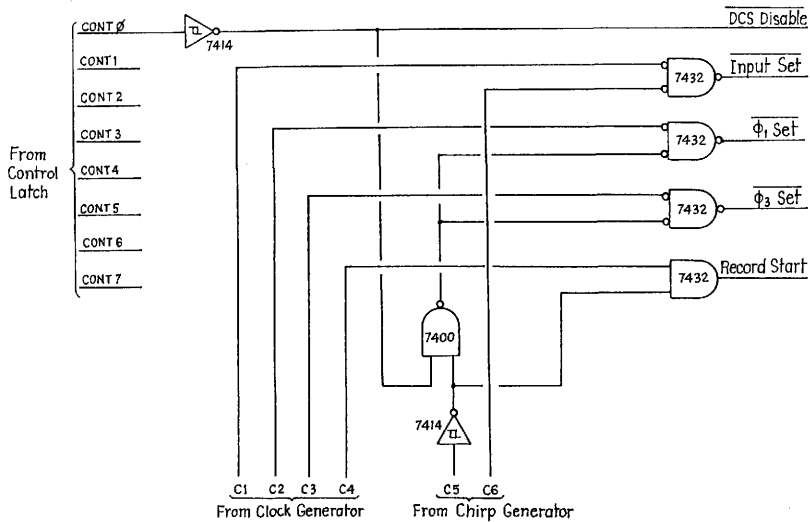 CONT Ø
7414
DCS Disable
CONT 1
7432
Input Set
CONT 2
CONT 3
7432
ϕ1 Set
From
Control
Latch
CONT 4
CONT 5
7432
ϕ3 Set
CONT 6
CONT 7
7432
Record Start
7400
7414
C1 C2 C3 C4 C5 C6
From Clock Generator From Chirp Generator